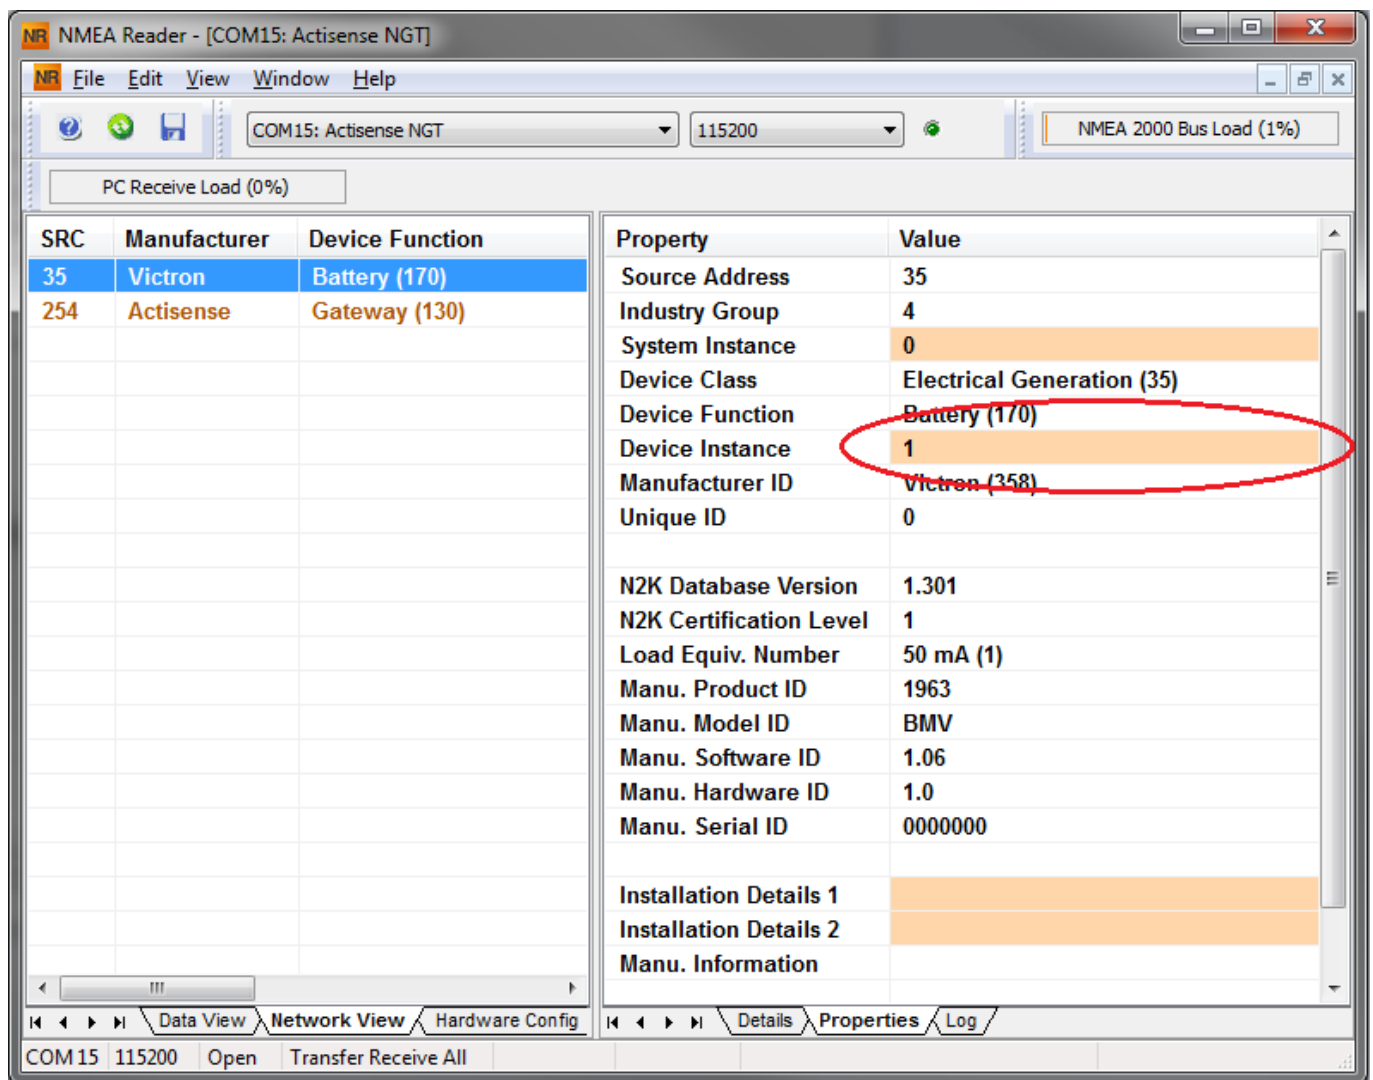 NR NMEA Reader - [COM15: Actisense NGT]
NR File Edit View Window Help
COM15: Actisense NGT 115200 NMEA 2000 Bus Load (1%)
PC Receive Load (0%)
SRC Manufacturer Device Function
35 Victron Battery (170)
254 Actisense Gateway (130)
Property Value
Source Address 35
Industry Group 4
System Instance 0
Device Class Electrical Generation (35)
Device Function Battery (170)
Device Instance 1
Manufacturer ID Victron (358)
Unique ID 0
N2K Database Version 1.301
N2K Certification Level 1
Load Equiv. Number 50 mA (1)
Manu. Product ID 1963
Manu. Model ID BMV
Manu. Software ID 1.06
Manu. Hardware ID 1.0
Manu. Serial ID 0000000
Installation Details 1
Installation Details 2
Manu. Information
Data View Network View Hardware Config
Details Properties Log
COM 15 115200 Open Transfer Receive All